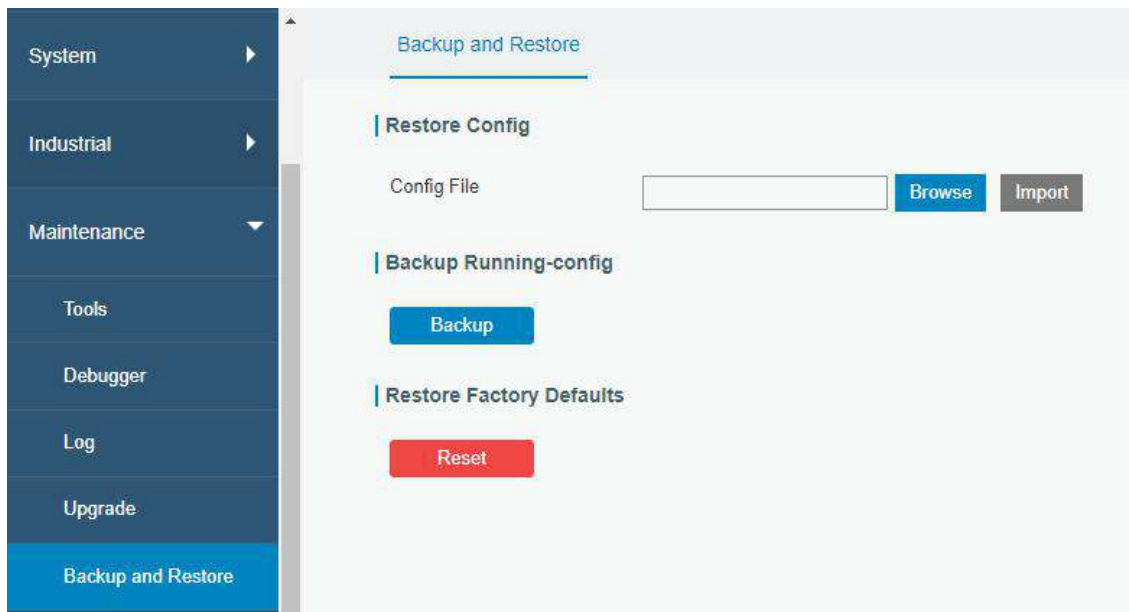 System
Industrial
Maintenance
Tools
Debugger
Log
Upgrade
Backup and Restore
Backup and Restore
Restore Config
Config File
Browse
Import
Backup Running-config
Backup
Restore Factory Defaults
Reset